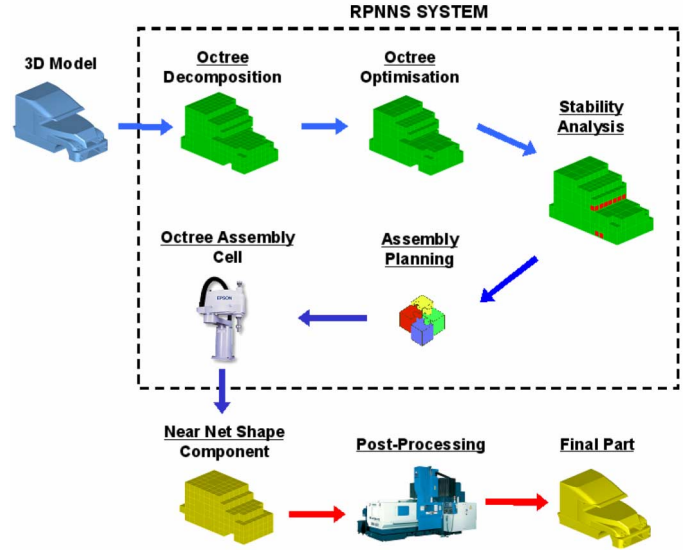 RPNNS SYSTEM
3D Model
Octree
Decomposition
Octree
Optimisation
Stability
Analysis
Octree Assembly
Cell
EPSON
Assembly
Planning
Near Net Shape
Component
Post-Processing
Final Part